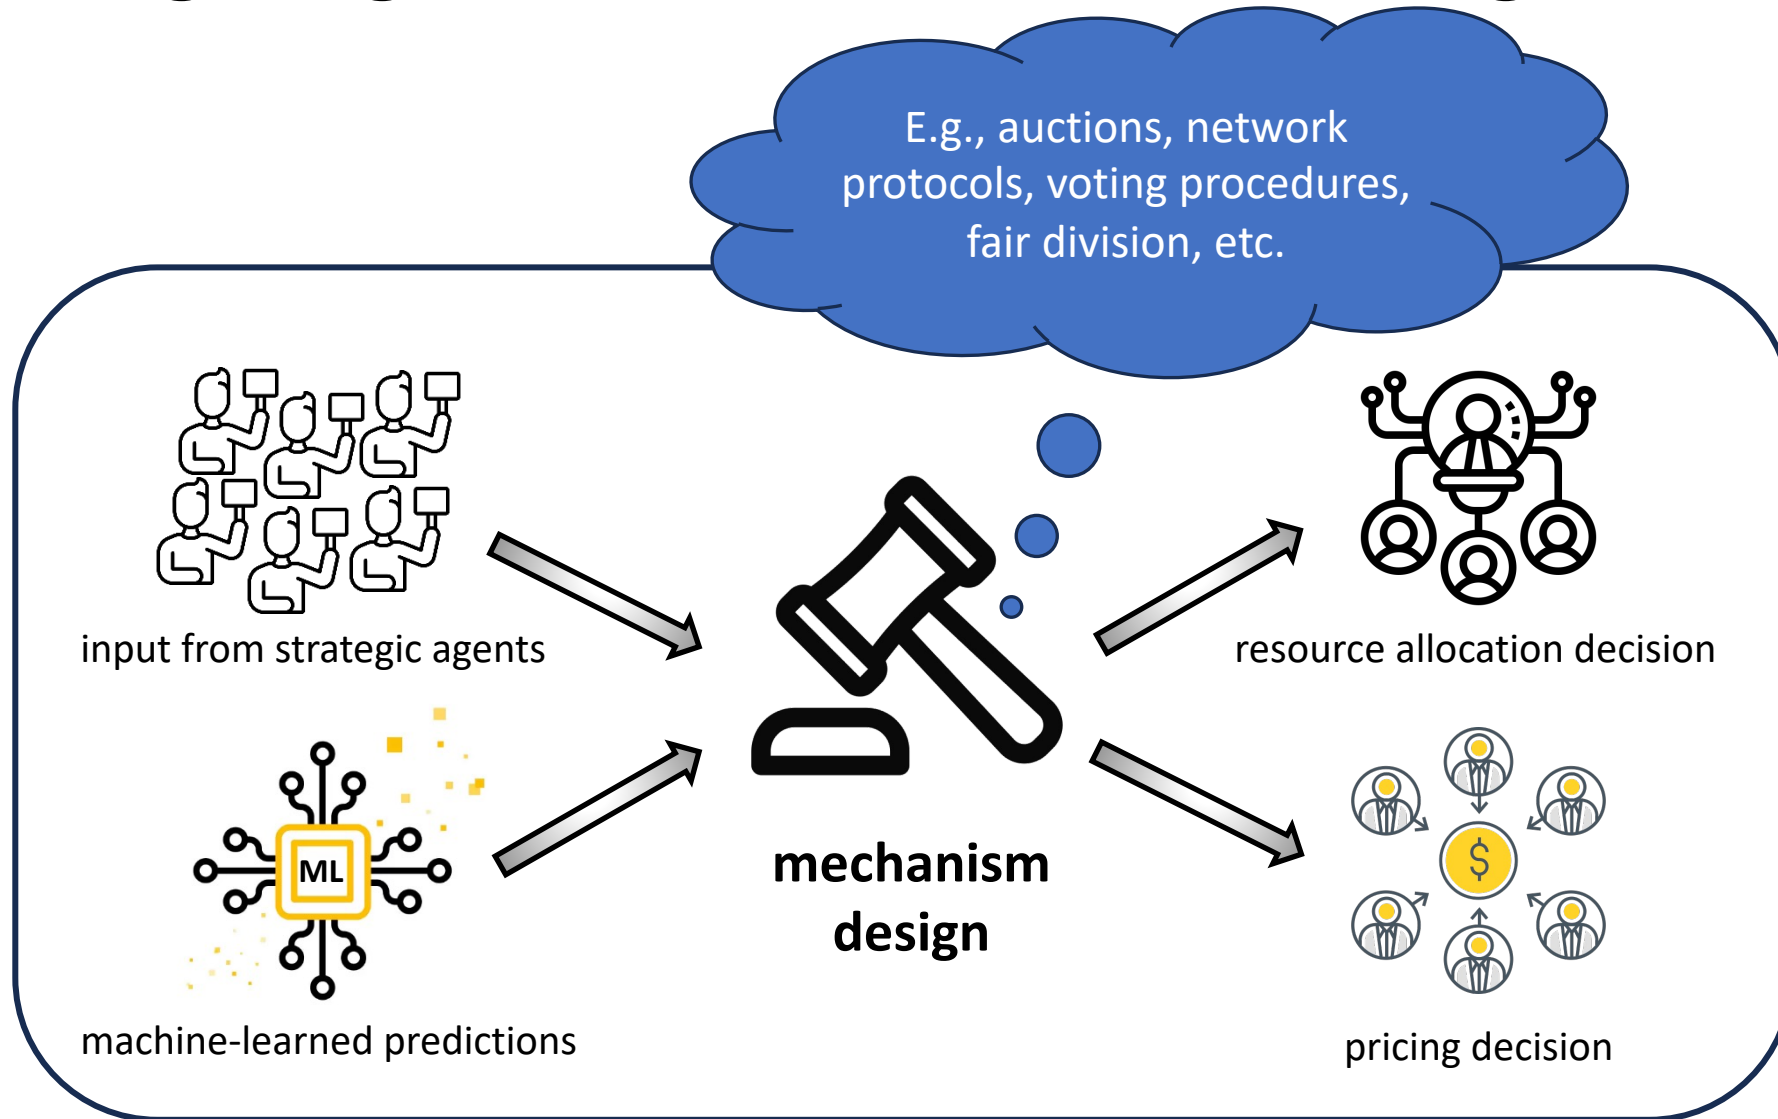 E.g., auctions, network
protocols, voting procedures,
fair division, etc.
input from strategic agents
resource allocation decision
ML
$
mechanism
design
machine-learned predictions
pricing decision